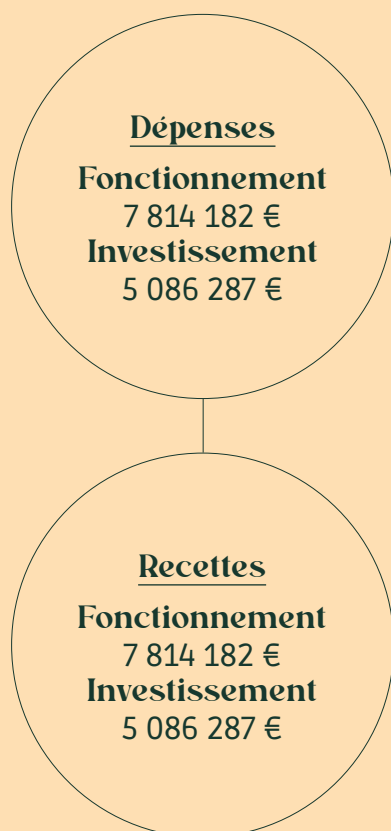 Dépenses
Fonctionnement
7 814 182 €
Investissement
5 086 287 €
Recettes
Fonctionnement
7 814 182 €
Investissement
5 086 287 €